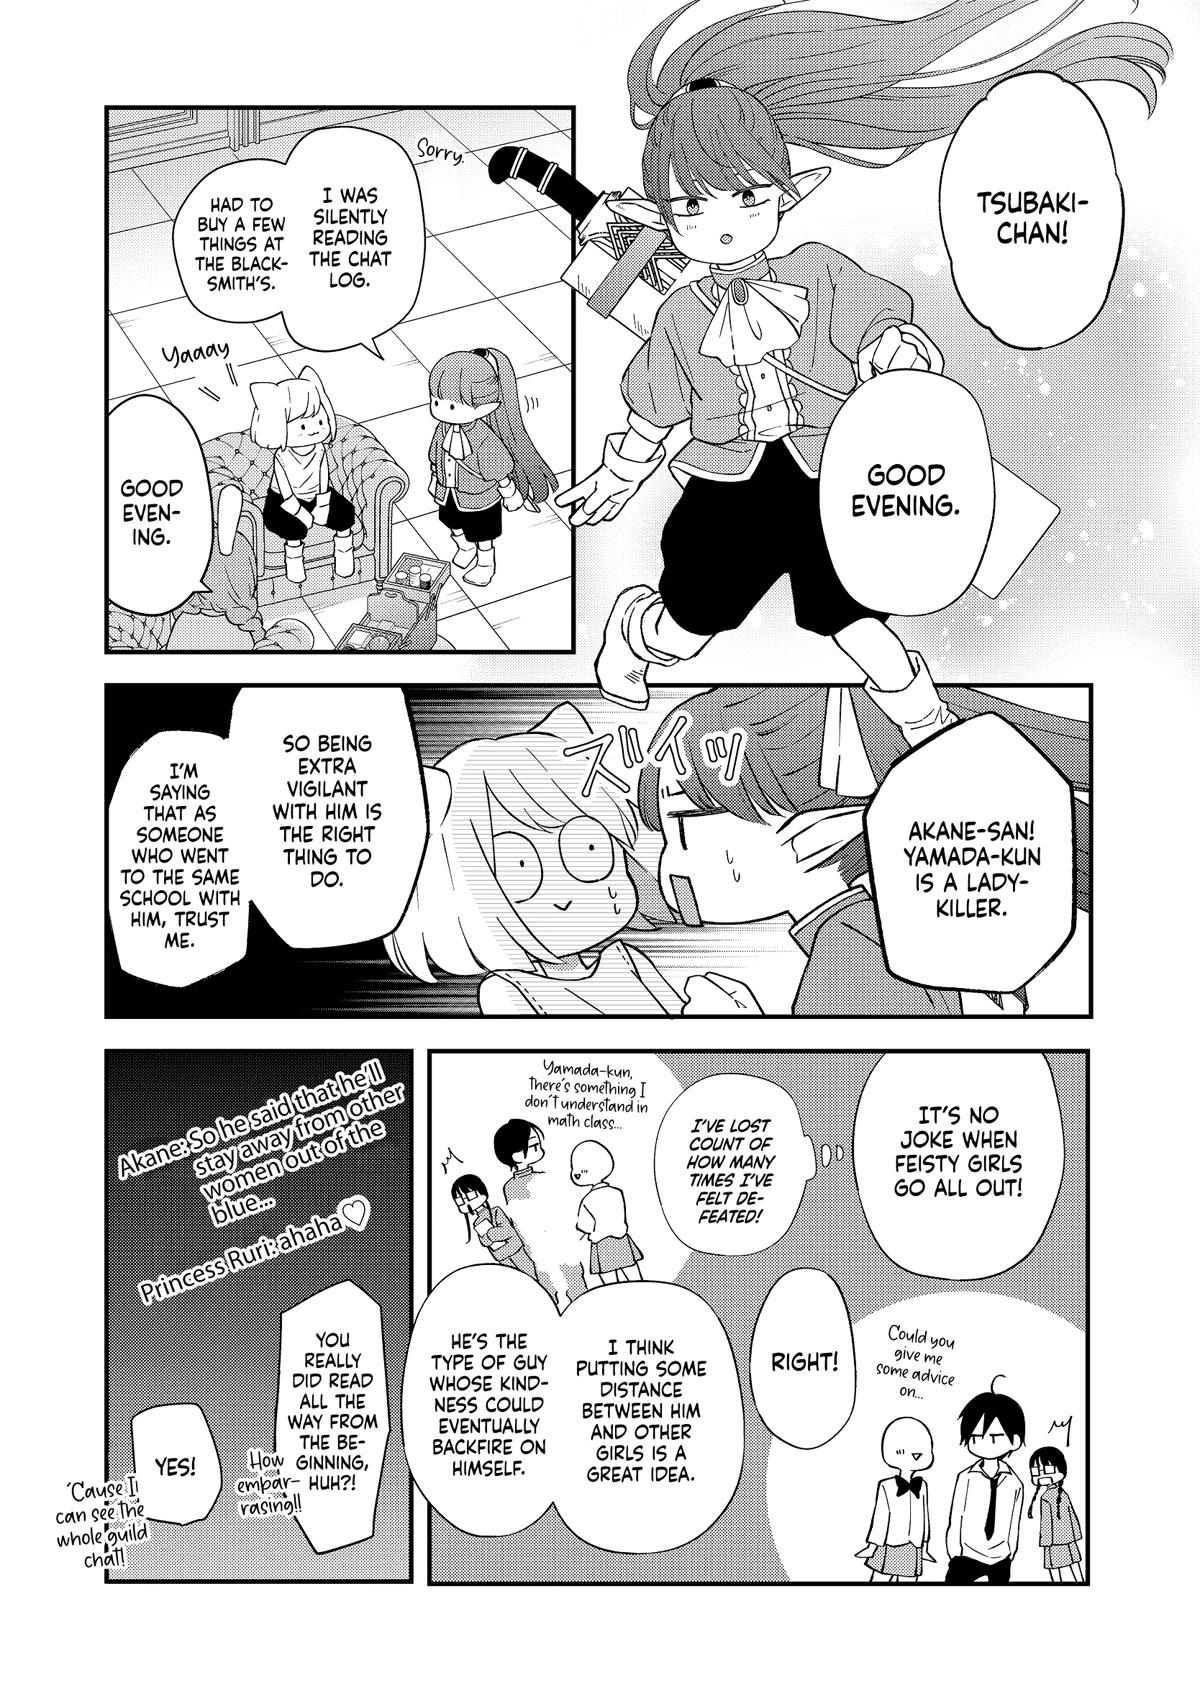 TSUBAKI-
CHAN!
GOOD
EVENING.
Sorry.
I WAS
SILENTLY
READING
THE CHAT
LOG.
HAD TO
BUY A FEW
THINGS AT
THE BLACK-
SMITH'S.
Yaaay
GOOD
EVEN-
ING.
AKANE-SAN!
YAMADA-KUN
IS A LADY-
KILLER.
ズイッ
SO BEING
EXTRA
VIGILANT
WITH HIM IS
THE RIGHT
THING TO
DO.
I'M
SAYING
THAT AS
SOMEONE
WHO WENT
TO THE SAME
SCHOOL WITH
HIM, TRUST
ME.
IT'S NO
JOKE WHEN
FEISTY GIRLS
GO ALL OUT!
I'VE LOST
COUNT OF
HOW MANY
TIMES I'VE
FELT DE-
FEATED!
Yamada-kun,
there's something I
don't understand in
math class...
Could you
give me
some advice
on...
RIGHT!
I THINK
PUTTING SOME
DISTANCE
BETWEEN HIM
AND OTHER
GIRLS IS A
GREAT IDEA.
HE'S THE
TYPE OF GUY
WHOSE KIND-
NESS COULD
EVENTUALLY
BACKFIRE ON
HIMSELF.
Akane: So he said that he'll
stay away from other
women out of the
blue...
Princess Ruri: ahaha♡
YOU
REALLY
DID READ
ALL THE
WAY FROM
THE BE-
GINNING,
HUH?!
How
embar-
rasing!!
YES!
'Cause I
can see the
whole guild
chat!